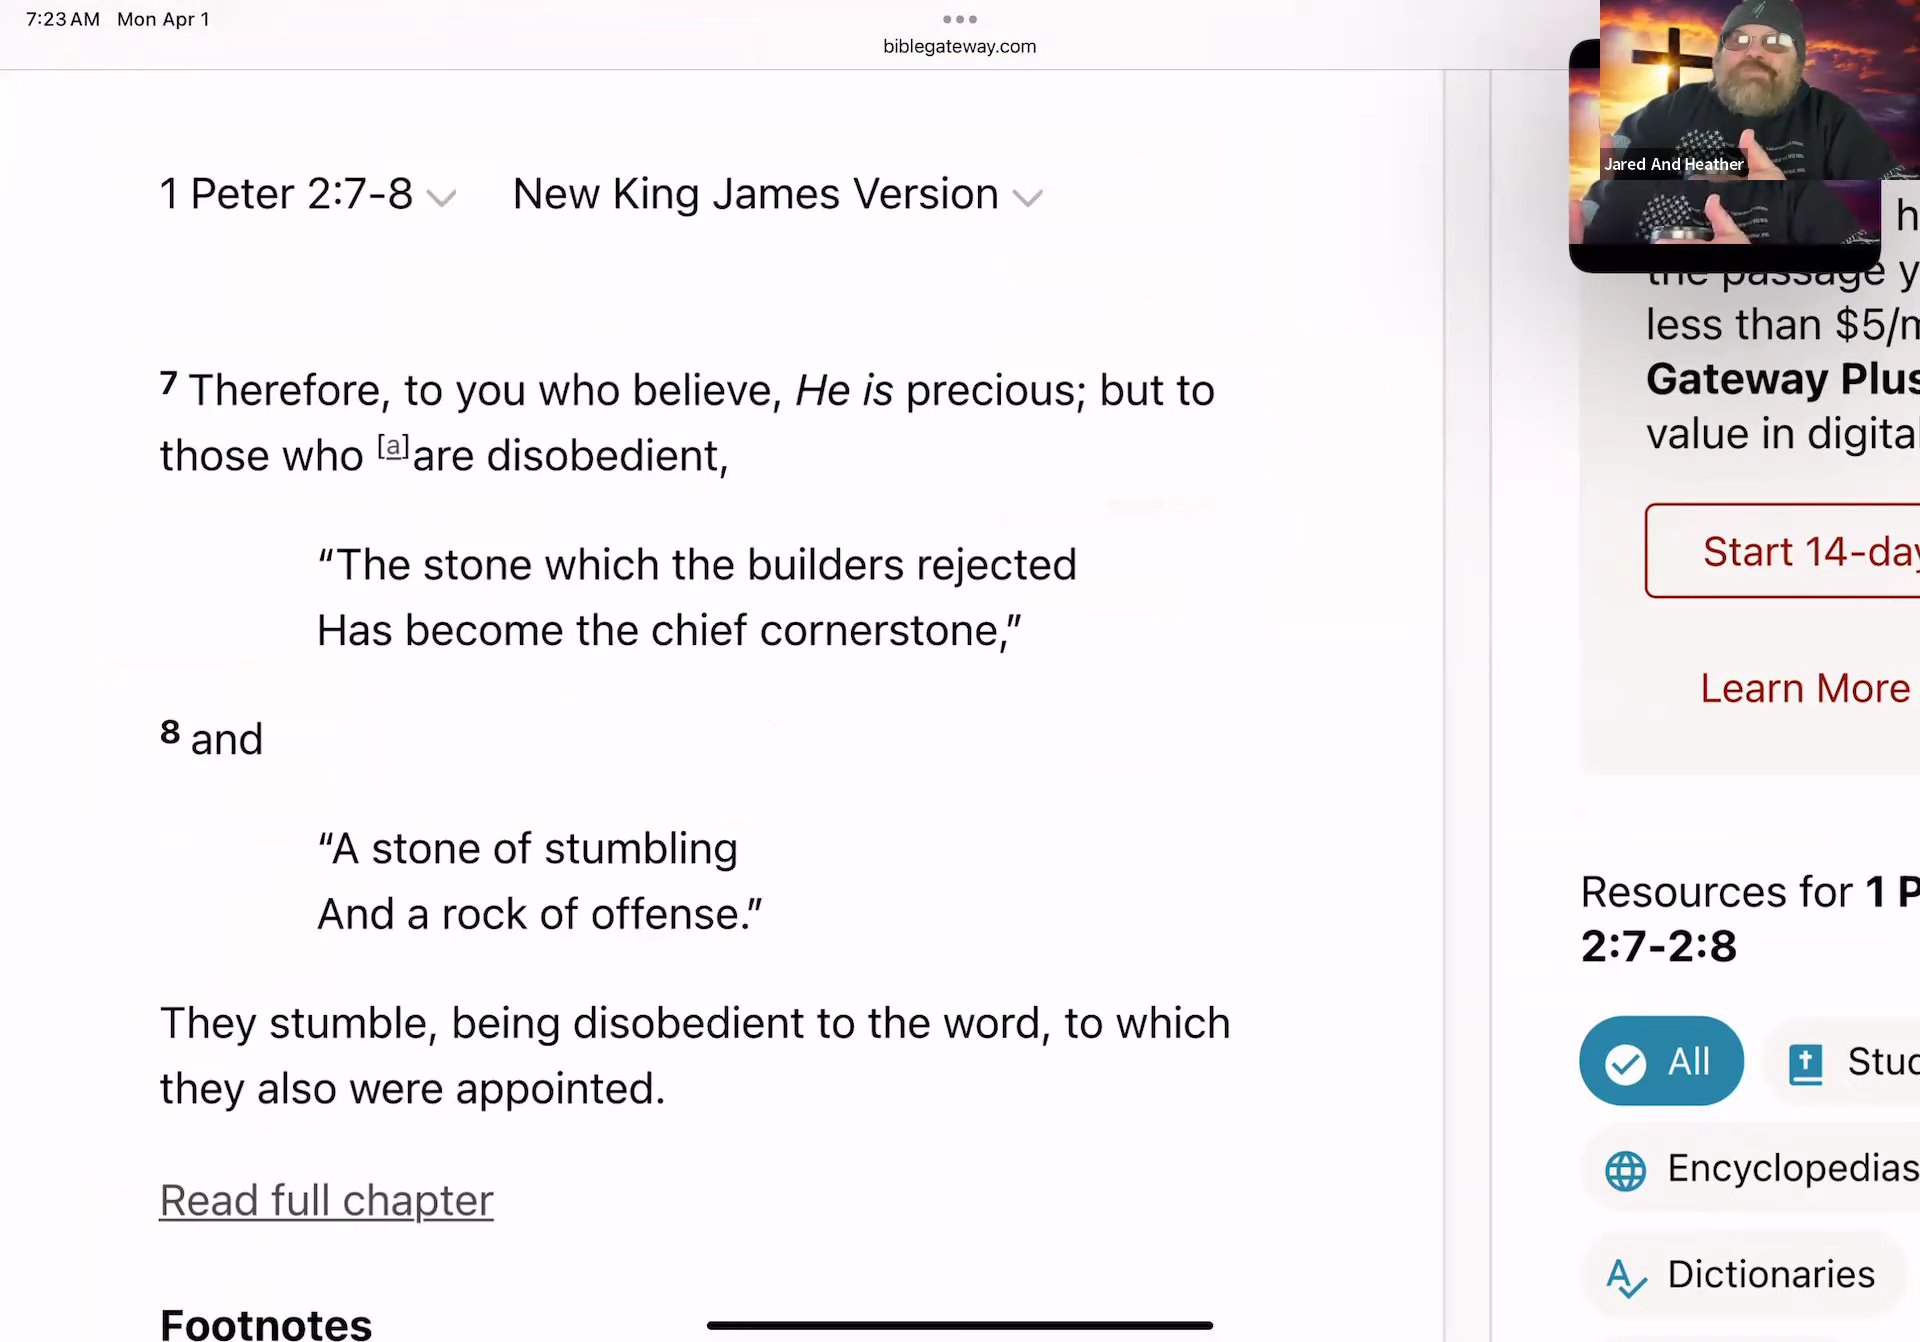 7:23 AM Mon Apr 1
biblegateway.com
Jared And Heather
1 Peter 2:7-8 New King James Version
7 Therefore, to you who believe, He is precious; but to
those who [a]are disobedient,
“The stone which the builders rejected
Has become the chief cornerstone,”
8 and
“A stone of stumbling
And a rock of offense.”
They stumble, being disobedient to the word, to which
they also were appointed.
Read full chapter
Footnotes
the passage y
less than $5/m
Gateway Plus
value in digital
Start 14-day
Learn More
Resources for 1 P
2:7-2:8
All
Stud
Encyclopedias
Dictionaries